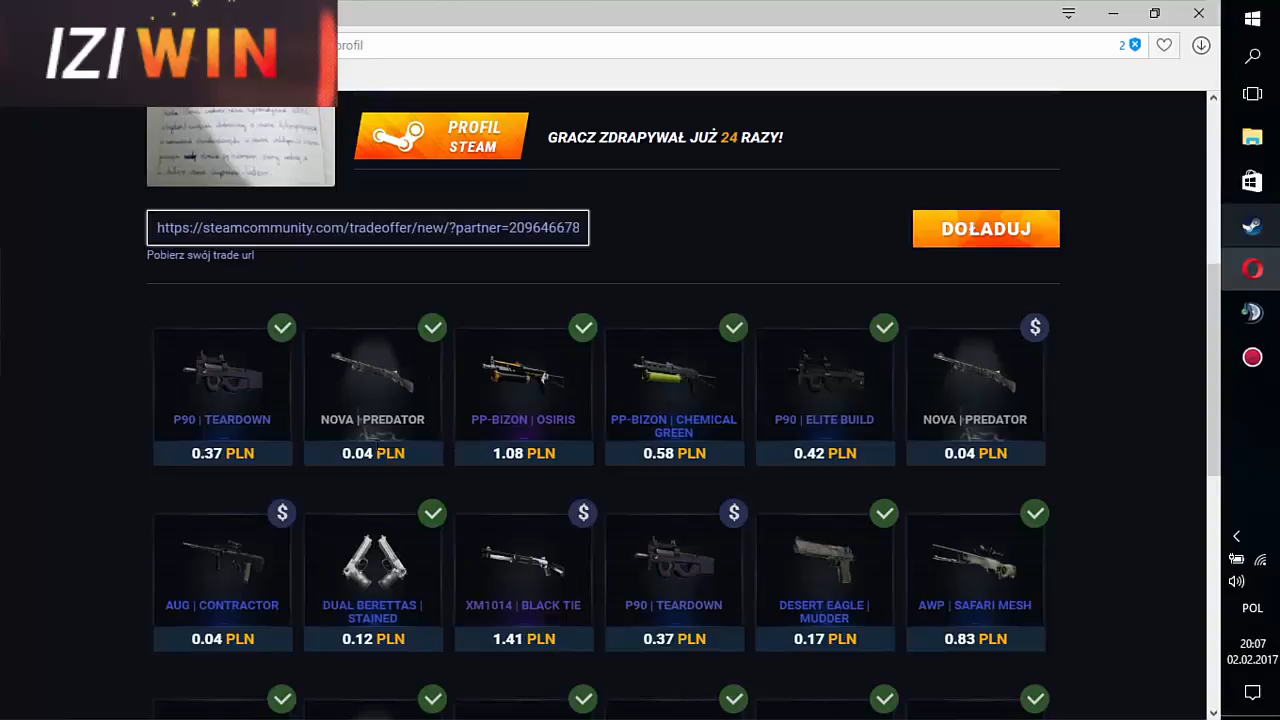 IZI WIN
profil
2
PROFIL
STEAM
GRACZ ZDRAPYWAŁ JUŻ 24 RAZY!
https://steamcommunity.com/tradeoffer/new/?partner=209646678
DOŁADUJ
Pobierz swój trade url
$
P90 | TEARDOWN
NOVA | PREDATOR
PP-BIZON | OSIRIS
PP-BIZON | CHEMICAL
GREEN
P90 | ELITE BUILD
NOVA | PREDATOR
0.37 PLN
0.04 PLN
1.08 PLN
0.58 PLN
0.42 PLN
0.04 PLN
$
$
$
AUG | CONTRACTOR
DUAL BERETTAS |
STAINED
XM1014 | BLACK TIE
P90 | TEARDOWN
DESERT EAGLE |
MUDDER
AWP | SAFARI MESH
0.04 PLN
0.12 PLN
1.41 PLN
0.37 PLN
0.17 PLN
0.83 PLN
POL
20:07
02.02.2017